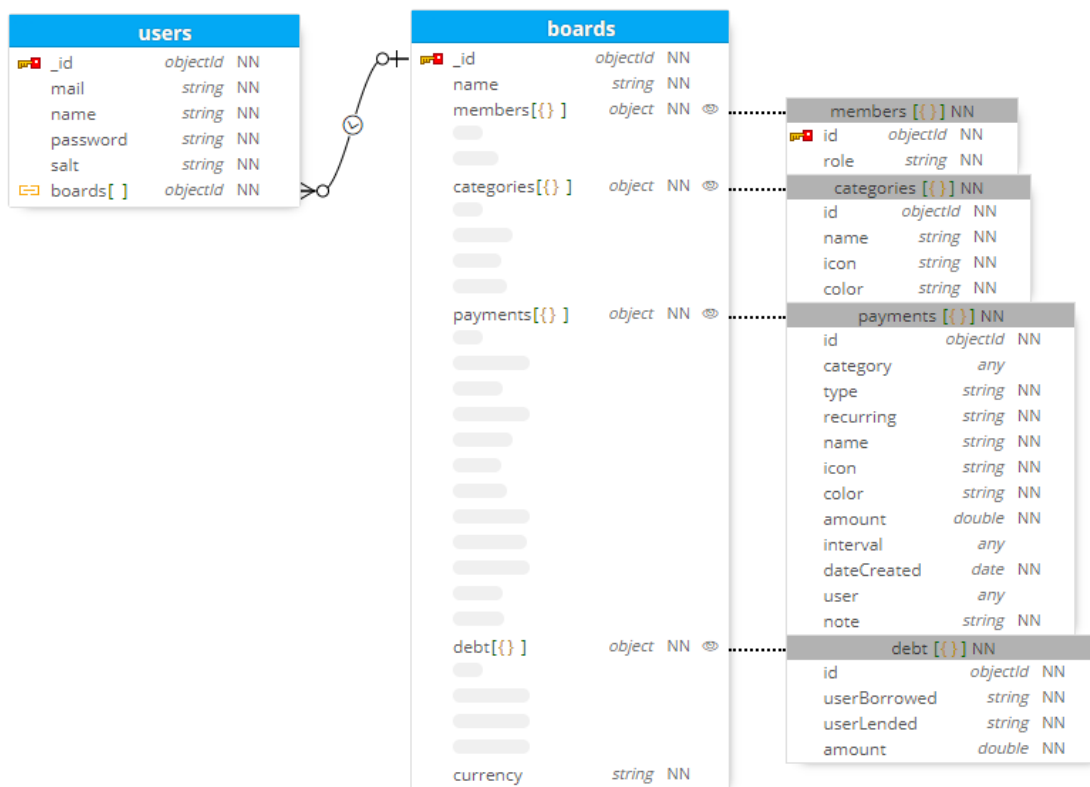 users
_id objectId NN
mail string NN
name string NN
password string NN
salt string NN
boards[ ] objectId NN
boards
_id objectId NN
name string NN
members[{} ] object NN
categories[{} ] object NN
payments[{} ] object NN
debt[{} ] object NN
currency string NN
members [{ }] NN
id objectId NN
role string NN
categories [{ }] NN
id objectId NN
name string NN
icon string NN
color string NN
payments [{ }] NN
id objectId NN
category any
type string NN
recurring string NN
name string NN
icon string NN
color string NN
amount double NN
interval any
dateCreated date NN
user any
note string NN
debt [{ }] NN
id objectId NN
userBorrowed string NN
userLended string NN
amount double NN